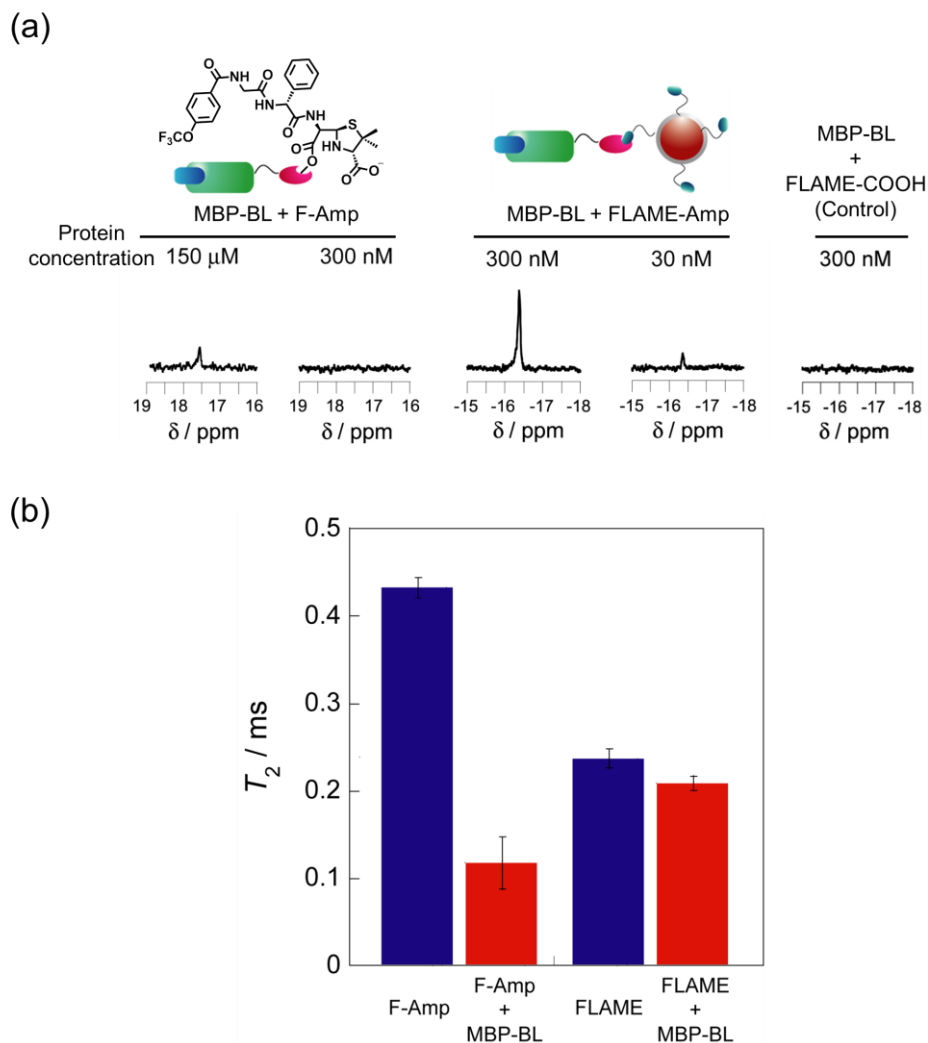 (a)
O
NH
O
N
H
O
H
N
S
F₃C
O
O
O
HN
O
O⁻
MBP-BL + F-Amp
MBP-BL + FLAME-Amp
MBP-BL
+
FLAME-COOH
(Control)
Protein
concentration
150 μM
300 nM
300 nM
30 nM
300 nM
19 18 17 16
19 18 17 16
-15 -16 -17 -18
-15 -16 -17 -18
-15 -16 -17 -18
δ / ppm
δ / ppm
δ / ppm
δ / ppm
δ / ppm
(b)
0.5
0.4
0.3
0.2
0.1
0
T₂ / ms
F-Amp
F-Amp
+
MBP-BL
FLAME
FLAME
+
MBP-BL